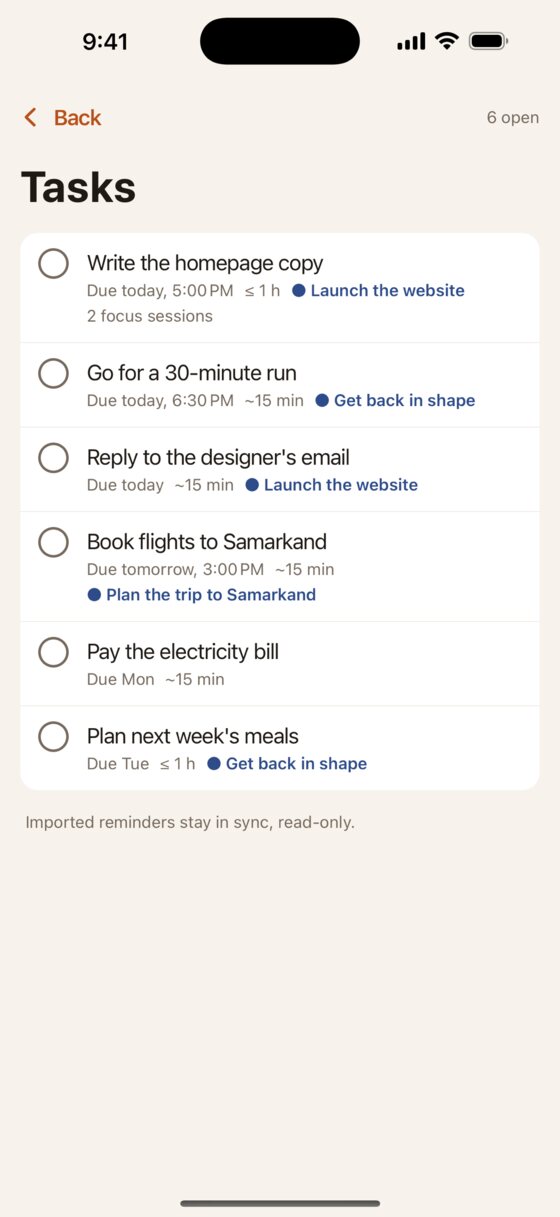 9:41
Back
6 open
Tasks
Write the homepage copy
Due today, 5:00 PM ≤ 1 h Launch the website
2 focus sessions
Go for a 30-minute run
Due today, 6:30 PM ~15 min Get back in shape
Reply to the designer's email
Due today ~15 min Launch the website
Book flights to Samarkand
Due tomorrow, 3:00 PM ~15 min
Plan the trip to Samarkand
Pay the electricity bill
Due Mon ~15 min
Plan next week's meals
Due Tue ≤ 1 h Get back in shape
Imported reminders stay in sync, read-only.